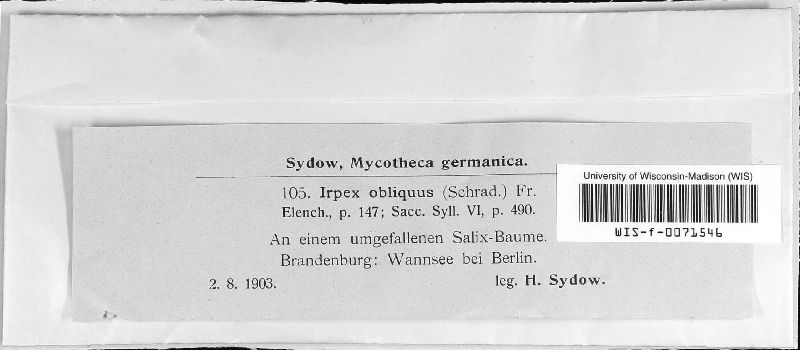 Sydow, Mycotheca germanica.
105. Irpex obliquus (Schrad.) Fr.
Elench., p. 147; Sacc. Syll. VI, p. 490.
An einem umgefallenen Salix-Baume.
Brandenburg: Wannsee bei Berlin.
2. 8. 1903. leg. H. Sydow.
University of Wisconsin-Madison (WIS)
WIS-f-0071546